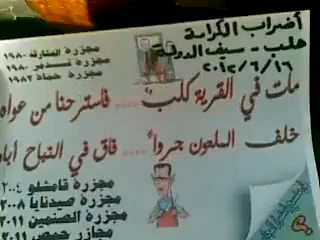 أضراب الكرامة
حلب - سيف الدولة
٢٠١٢/٦/١٦
مجزرة المشارقة ١٩٨٠
مجزرة تدمر ١٩٨٠
مجزرة حماة ١٩٨٢
مات في القرية كلب .... فاسترحنا من عواه
خلف الملعون جروا .... فاق في النباح أباه
مجزرة قامشلو ٢٠٠٤
مجزرة صيدنايا ٢٠٠٨
مجزرة الصنمين ٢٠١١
مجازر حمص ٢٠١١